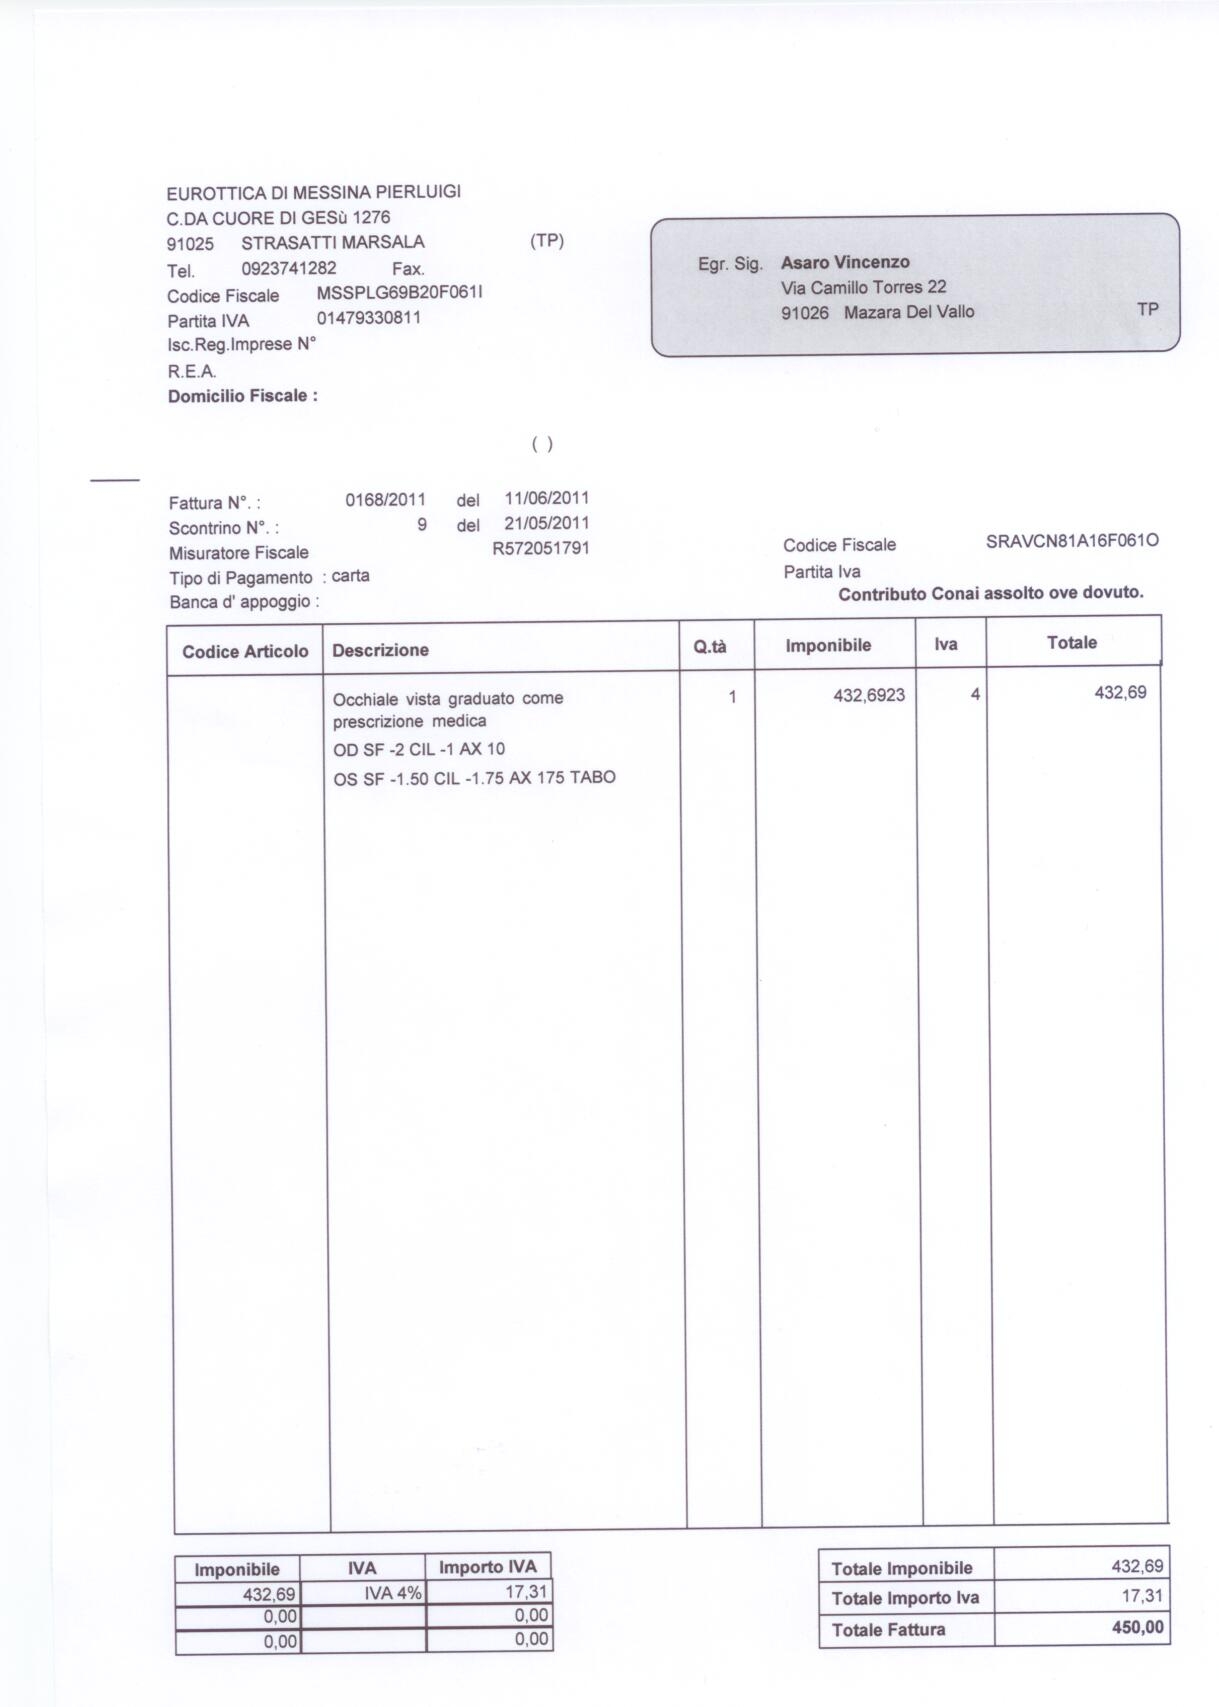 EUROTTICA DI MESSINA PIERLUIGI
C.DA CUORE DI GESù 1276
91025 STRASATTI MARSALA (TP)
Tel. 0923741282 Fax.
Codice Fiscale MSSPLG69B20F061I
Partita IVA 01479330811
Isc.Reg.Imprese N°
R.E.A.
Domicilio Fiscale :
( )
Egr. Sig. Asaro Vincenzo
Via Camillo Torres 22
91026 Mazara Del Vallo TP
Fattura N°. : 0168/2011 del 11/06/2011
Scontrino N°. : 9 del 21/05/2011
Misuratore Fiscale R572051791
Tipo di Pagamento : carta
Banca d' appoggio :
Codice Fiscale SRAVCN81A16F061O
Partita Iva
Contributo Conai assolto ove dovuto.
Codice Articolo Descrizione Q.tà Imponibile Iva Totale
Occhiale vista graduato come 1 432,6923 4 432,69
prescrizione medica
OD SF -2 CIL -1 AX 10
OS SF -1.50 CIL -1.75 AX 175 TABO
Imponibile IVA Importo IVA
432,69 IVA 4% 17,31
0,00 0,00
0,00 0,00
Totale Imponibile 432,69
Totale Importo Iva 17,31
Totale Fattura 450,00